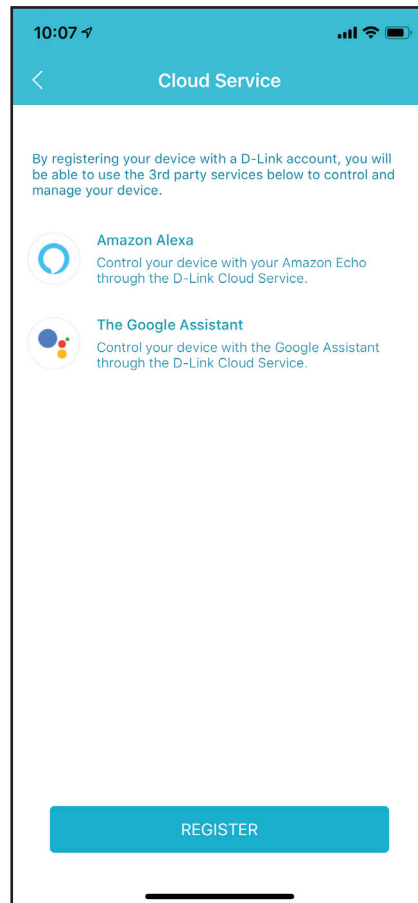 10:07
Cloud Service
By registering your device with a D-Link account, you will
be able to use the 3rd party services below to control and
manage your device.
Amazon Alexa
Control your device with your Amazon Echo
through the D-Link Cloud Service.
The Google Assistant
Control your device with the Google Assistant
through the D-Link Cloud Service.
REGISTER